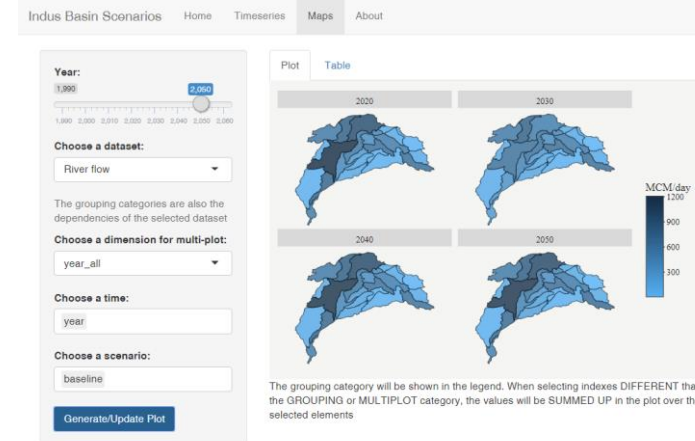 Indus Basin Scenarios Home Timeseries Maps About
Year:
1,990 2,050
1,990 2,000 2,010 2,020 2,030 2,040 2,050 2,060
Choose a dataset:
River flow
The grouping categories are also the
dependencies of the selected dataset
Choose a dimension for multi-plot:
year_all
Choose a time:
year
Choose a scenario:
baseline
Generate/Update Plot
Plot Table
2020 2030
2040 2050
MCM/day
1200
900
600
300
The grouping category will be shown in the legend. When selecting indexes DIFFERENT tha
the GROUPING or MULTIPLOT category, the values will be SUMMED UP in the plot over th
selected elements